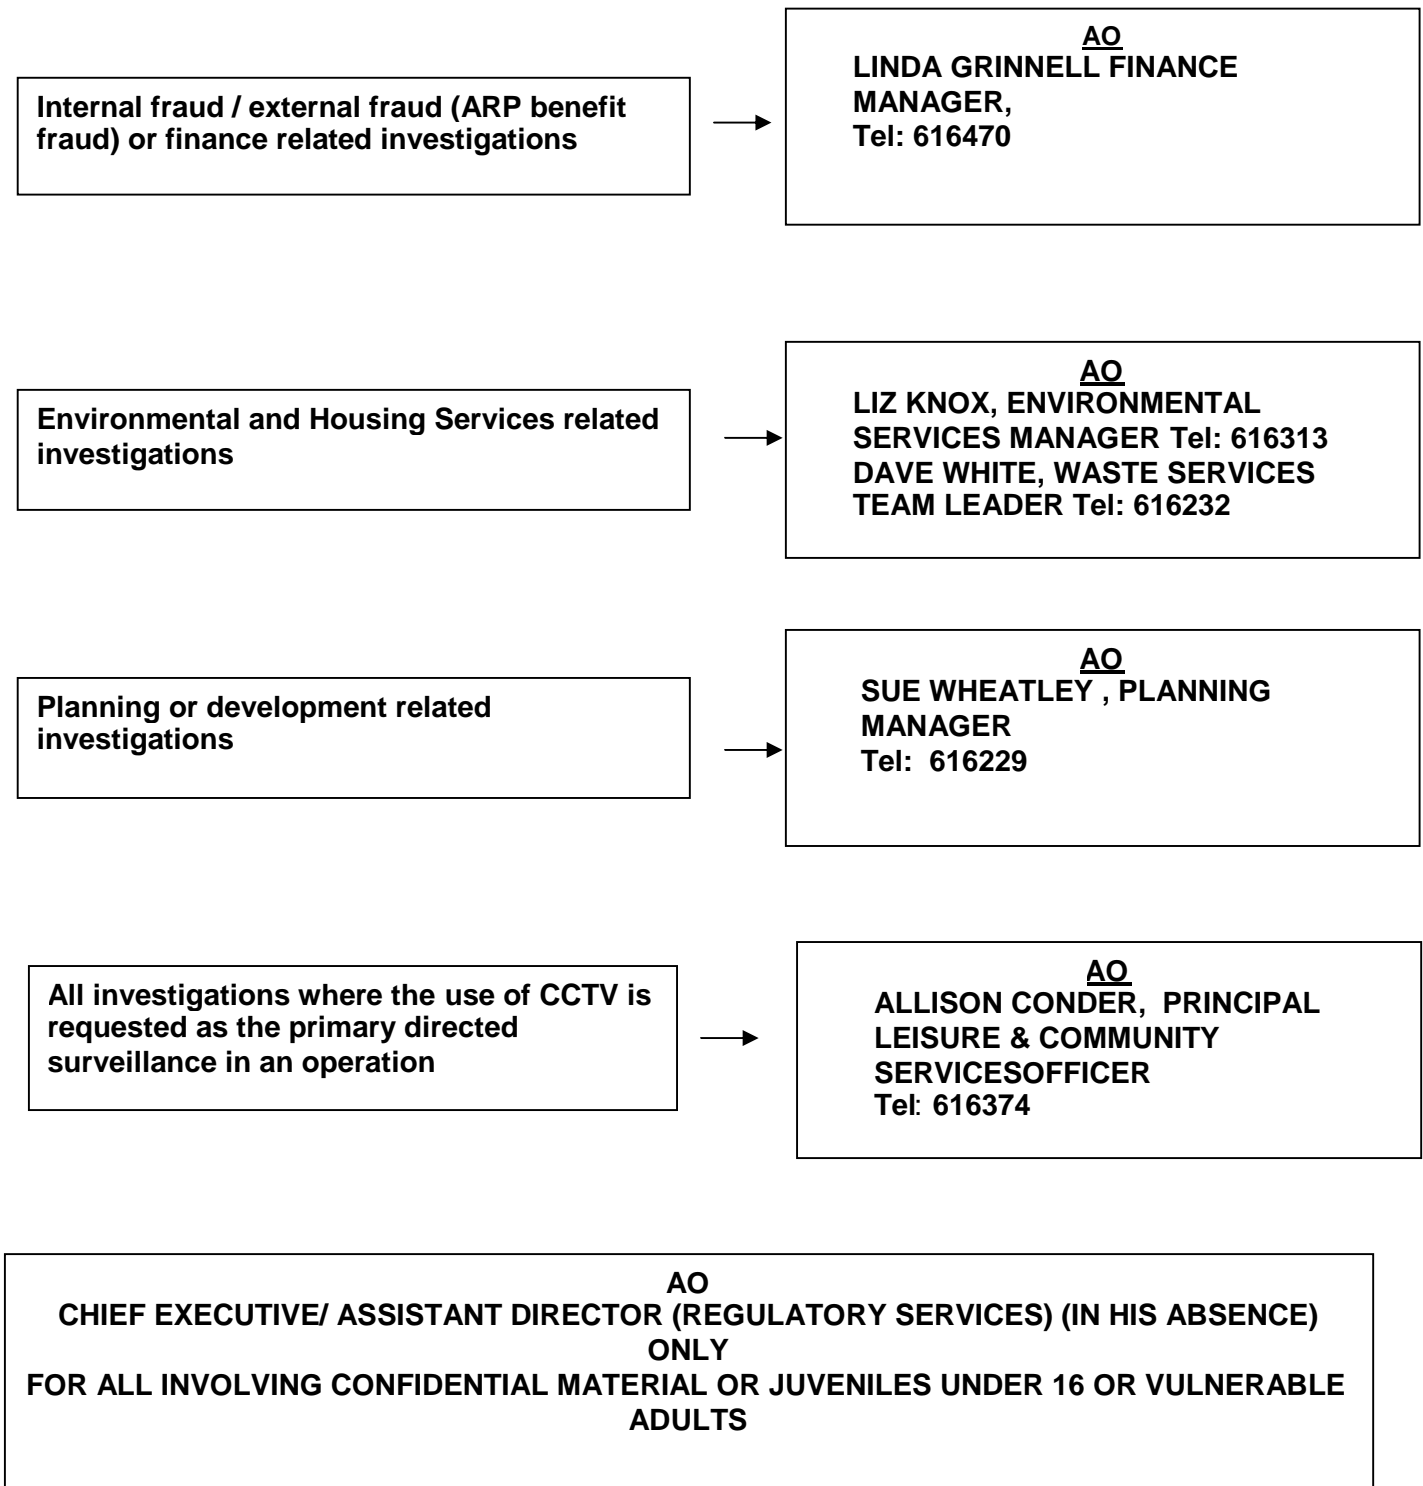 Internal fraud / external fraud (ARP benefit
fraud) or finance related investigations
AO
LINDA GRINNELL FINANCE
MANAGER,
Tel: 616470
Environmental and Housing Services related
investigations
AO
LIZ KNOX, ENVIRONMENTAL
SERVICES MANAGER Tel: 616313
DAVE WHITE, WASTE SERVICES
TEAM LEADER Tel: 616232
Planning or development related
investigations
AO
SUE WHEATLEY , PLANNING
MANAGER
Tel: 616229
All investigations where the use of CCTV is
requested as the primary directed
surveillance in an operation
AO
ALLISON CONDER, PRINCIPAL
LEISURE & COMMUNITY
SERVICESOFFICER
Tel: 616374
AO
CHIEF EXECUTIVE/ ASSISTANT DIRECTOR (REGULATORY SERVICES) (IN HIS ABSENCE)
ONLY
FOR ALL INVOLVING CONFIDENTIAL MATERIAL OR JUVENILES UNDER 16 OR VULNERABLE
ADULTS